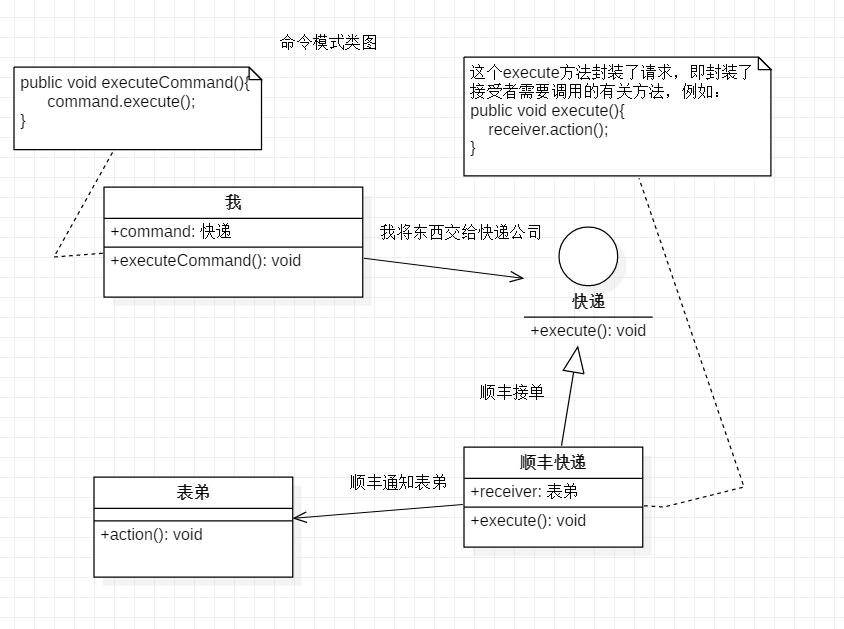 命令模式类图
public void executeCommand(){
command.execute();
}
这个execute方法封装了请求，即封装了
接受者需要调用的有关方法，例如：
public void execute(){
receiver.action();
}
我
+command: 快递
+executeCommand(): void
我将东西交给快递公司
快递
+execute(): void
顺丰接单
顺丰快递
+receiver: 表弟
+execute(): void
顺丰通知表弟
表弟
+action(): void